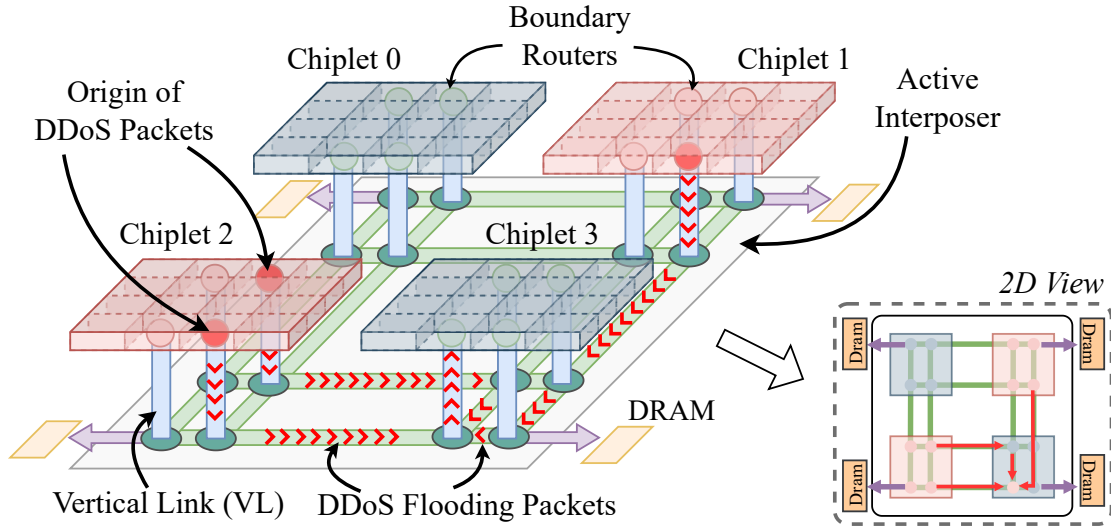 Boundary
Routers
Chiplet 0
Chiplet 1
Origin of
DDoS Packets
Active
Interposer
Chiplet 2
Chiplet 3
2D View
Dram
Dram
DRAM
Dram
Dram
Vertical Link (VL)
DDoS Flooding Packets